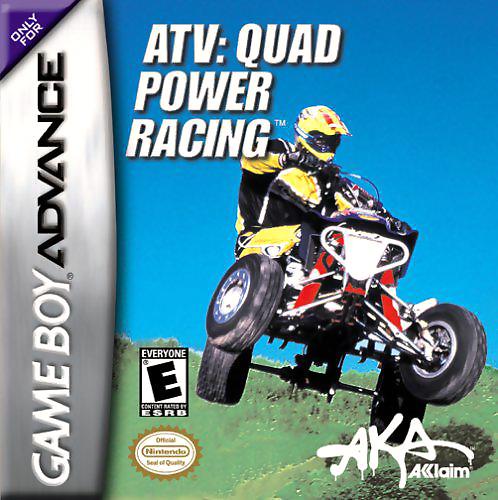 ONLY
FOR
GAME BOY ADVANCE
ATV: QUAD
POWER
RACING™
EVERYONE
E
CONTENT RATED BY
ESRB
Official
Nintendo
Seal of Quality
AKA
AKklaim